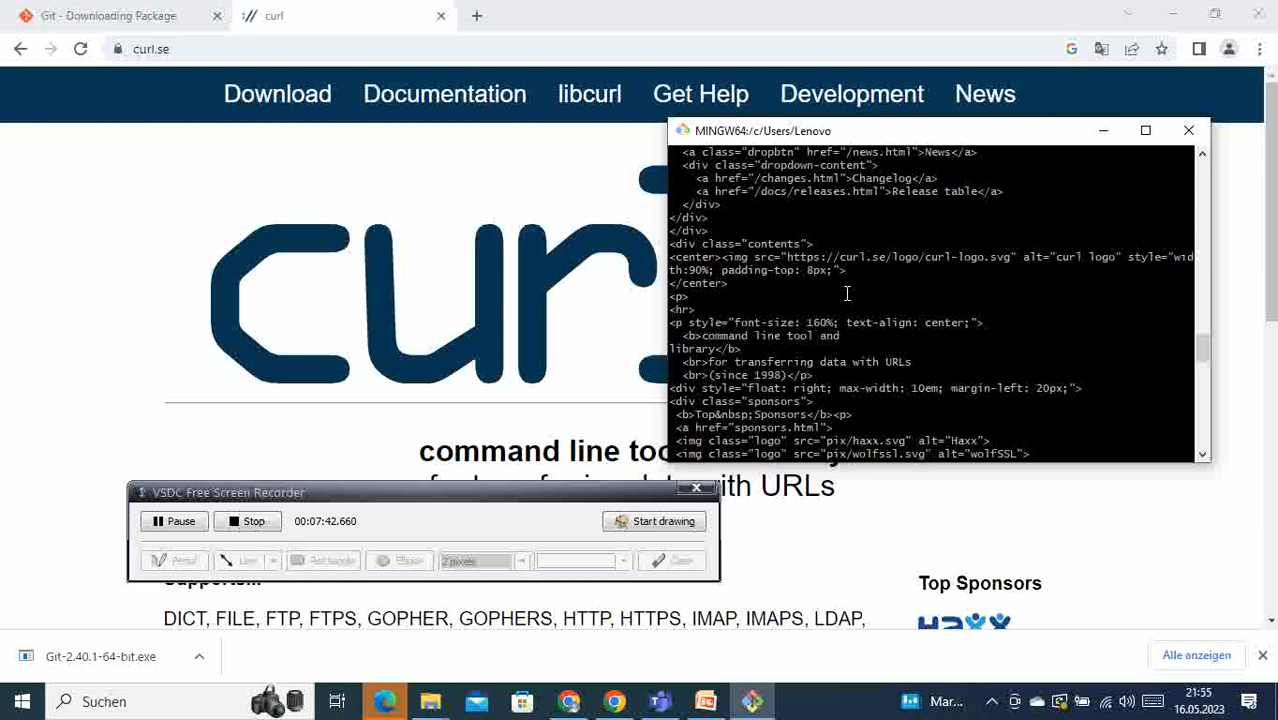 Git - Downloading Package
curl
curl.se
Download Documentation libcurl Get Help Development News
curl
command line too
ith URLs
Supports...
DICT, FILE, FTP, FTPS, GOPHER, GOPHERS, HTTP, HTTPS, IMAP, IMAPS, LDAP,
Top Sponsors
MINGW64:/c/Users/Lenovo
<a class="dropbtn" href="/news.html">News</a>
<div class="dropdown-content">
<a href="/changes.html">Changelog</a>
<a href="/docs/releases.html">Release table</a>
</div>
</div>
</div>
<div class="contents">
<center><img src="https://curl.se/logo/curl-logo.svg" alt="curl logo" style="wid
th:90%; padding-top: 8px;">
</center>
<p>
<hr>
<p style="font-size: 160%; text-align: center;">
<b>command line tool and
library</b>
<br>for transferring data with URLs
<br>(since 1998)</p>
<div style="float: right; max-width: 10em; margin-left: 20px;">
<div class="sponsors">
<b>Top&nbsp;Sponsors</b><p>
<a href="sponsors.html">
<img class="logo" src="pix/haxx.svg" alt="Haxx">
<img class="logo" src="pix/wolfssl.svg" alt="wolfSSL">
VSDC Free Screen Recorder
Pause Stop 00:07:42.660 Start drawing
Pencil Line 2 pixels Clear
Git-2.40.1-64-bit.exe
Alle anzeigen
Suchen
Mar...
21:55
16.05.2023